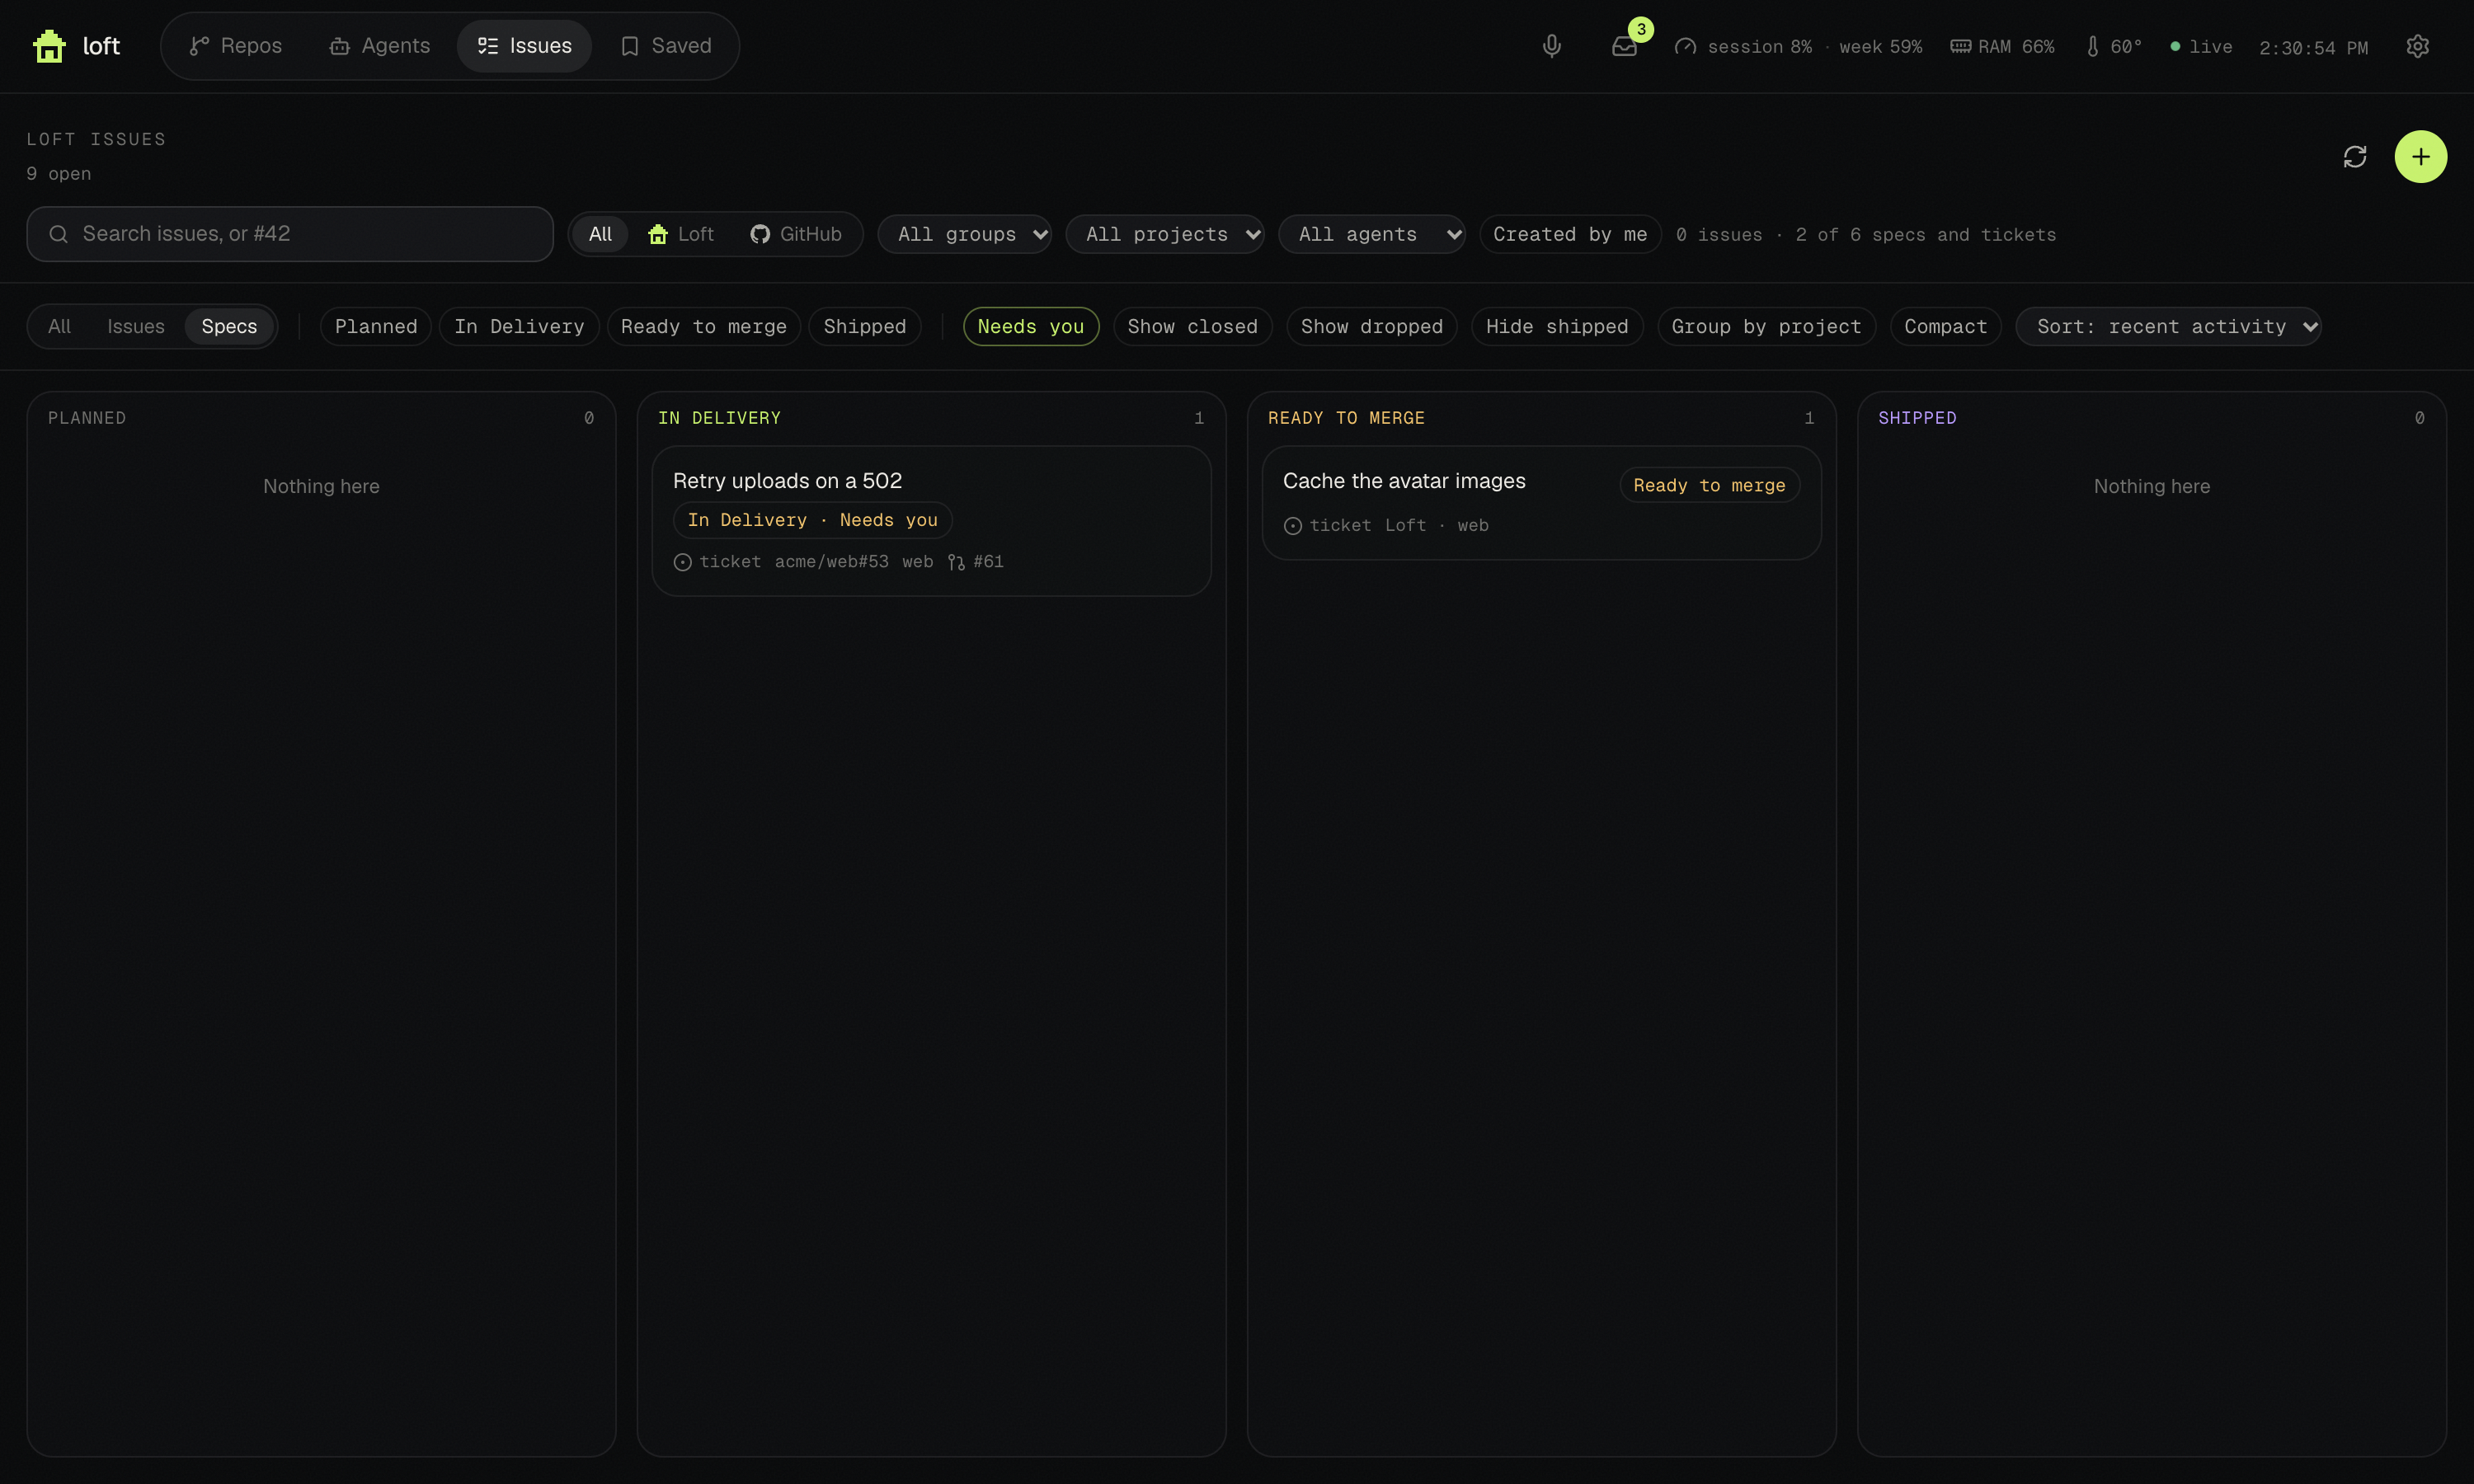 loft Repos Agents Issues Saved 3 session 8% · week 59% RAM 66% 60° live 2:30:54 PM
LOFT ISSUES
9 open
Search issues, or #42 All Loft GitHub All groups All projects All agents Created by me 0 issues · 2 of 6 specs and tickets
All Issues Specs Planned In Delivery Ready to merge Shipped Needs you Show closed Show dropped Hide shipped Group by project Compact Sort: recent activity
PLANNED 0
Nothing here
IN DELIVERY 1
Retry uploads on a 502
In Delivery · Needs you
ticket acme/web#53 web #61
READY TO MERGE 1
Cache the avatar images Ready to merge
ticket Loft · web
SHIPPED 0
Nothing here